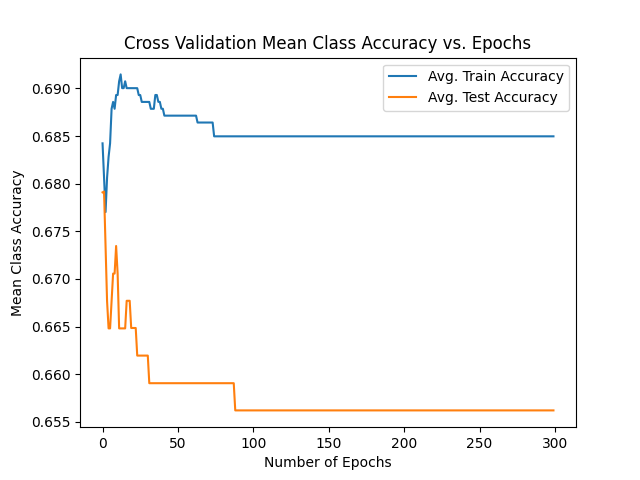 Cross Validation Mean Class Accuracy vs. Epochs
Avg. Train Accuracy
Avg. Test Accuracy
Mean Class Accuracy
0.690
0.685
0.680
0.675
0.670
0.665
0.660
0.655
0 50 100 150 200 250 300
Number of Epochs